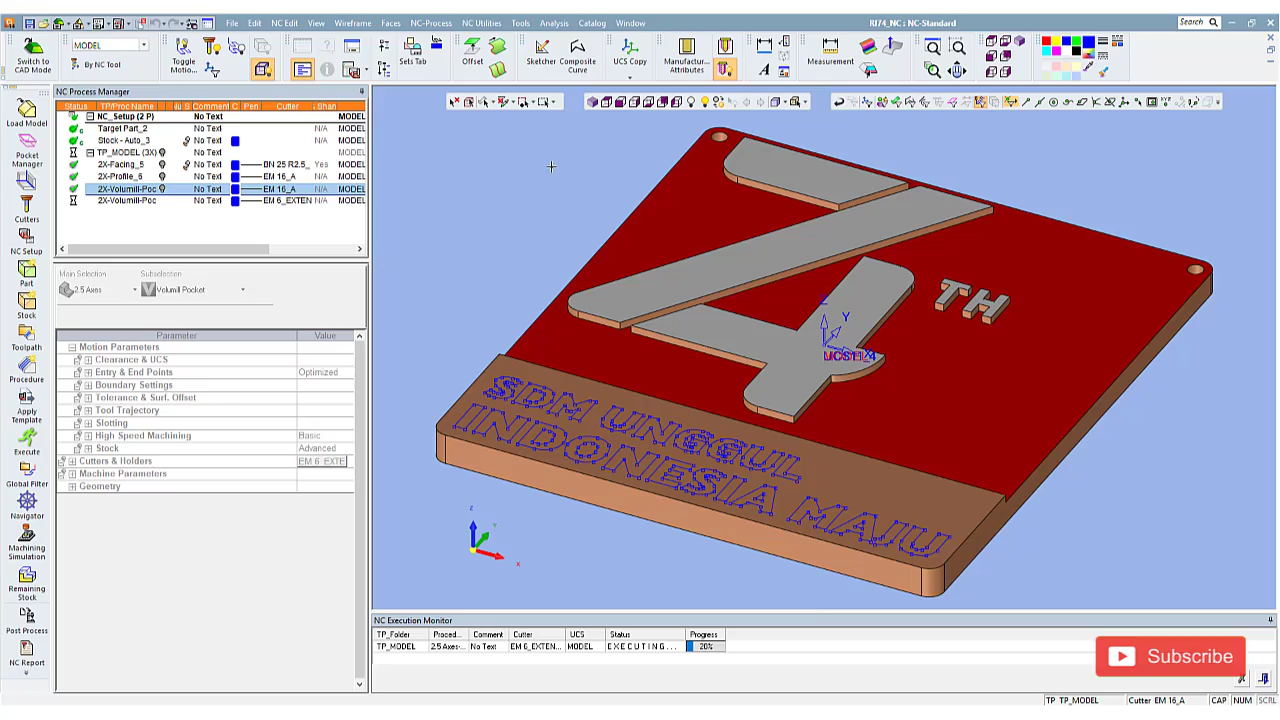 File Edit NC Edit View Wireframe Faces NC-Process NC Utilities Tools Analysis Catalog Window
RI74_NC : NC-Standard
Search
Switch to
CAD Mode
MODEL
By NC Tool
Toggle
Motio...
Sets Tab
Offset
Sketcher
Composite
Curve
UCS Copy
Manufactur...
Attributes
Measurement
NC Process Manager
Status TP/Proc Name Comment C Pen Cutter Shan
NC_Setup (2 P) No Text MODEL
Target Part_2 No Text N/A MODEL
Stock - Auto_3 No Text N/A MODEL
TP_MODEL (3X) No Text MODEL
2X-Facing_5 No Text BN 25 R2.5_ Yes MODEL
2X-Profile_6 No Text EM 16_A N/A MODEL
2X-Volumill-Poc No Text EM 16_A N/A MODEL
2X-Volumill-Poc No Text EM 6_EXTEN N/A MODEL
Main Selection Subselection
2.5 Axes Volumill Pocket
Parameter Value
Motion Parameters
Clearance & UCS
Entry & End Points Optimized
Boundary Settings
Tolerance & Surf. Offset
Tool Trajectory
Slotting
High Speed Machining Basic
Stock Advanced
Cutters & Holders EM 6_EXTE
Machine Parameters
Geometry
Load Model
Pocket
Manager
Cutters
NC Setup
Part
Stock
Toolpath
Procedure
Apply
Template
Execute
Global Filter
Navigator
Machining
Simulation
Remaining
Stock
Post Process
NC Report
TH
Z
Y
SDM UNGGUL
INDONESIA MAJU
Z
Y
X
NC Execution Monitor
TP_Folder Proced... Comment Cutter UCS Status Progress
TP_MODEL 2.5 Axes-... No Text EM 6_EXTEN... MODEL EXECUTING... 20%
Subscribe
TP TP_MODEL Cutter EM 16_A CAP NUM SCRL